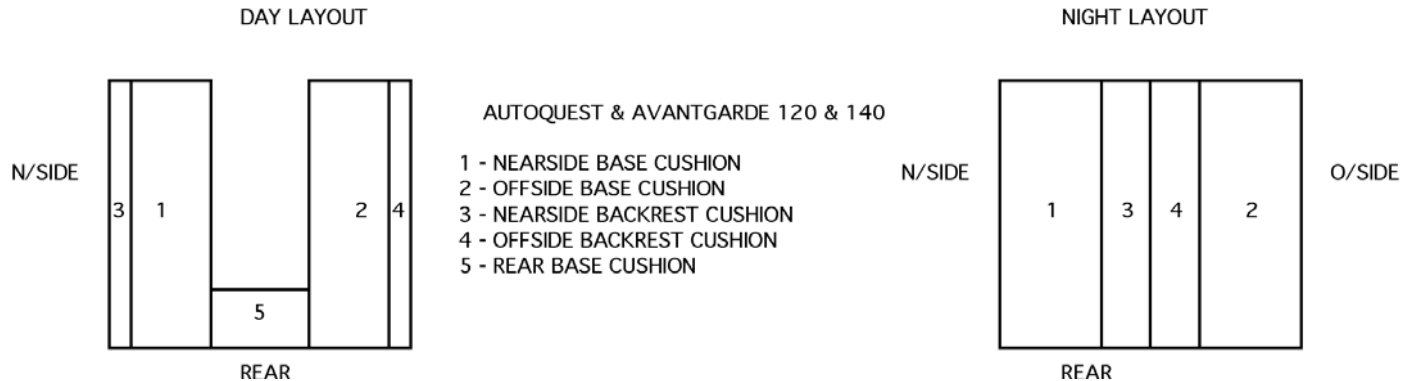 DAY LAYOUT
N/SIDE
3
1
2
4
5
REAR
AUTOQUEST & AVANTGARDE 120 & 140
1 - NEARSIDE BASE CUSHION
2 - OFFSIDE BASE CUSHION
3 - NEARSIDE BACKREST CUSHION
4 - OFFSIDE BACKREST CUSHION
5 - REAR BASE CUSHION
NIGHT LAYOUT
N/SIDE
1
3
4
2
O/SIDE
REAR